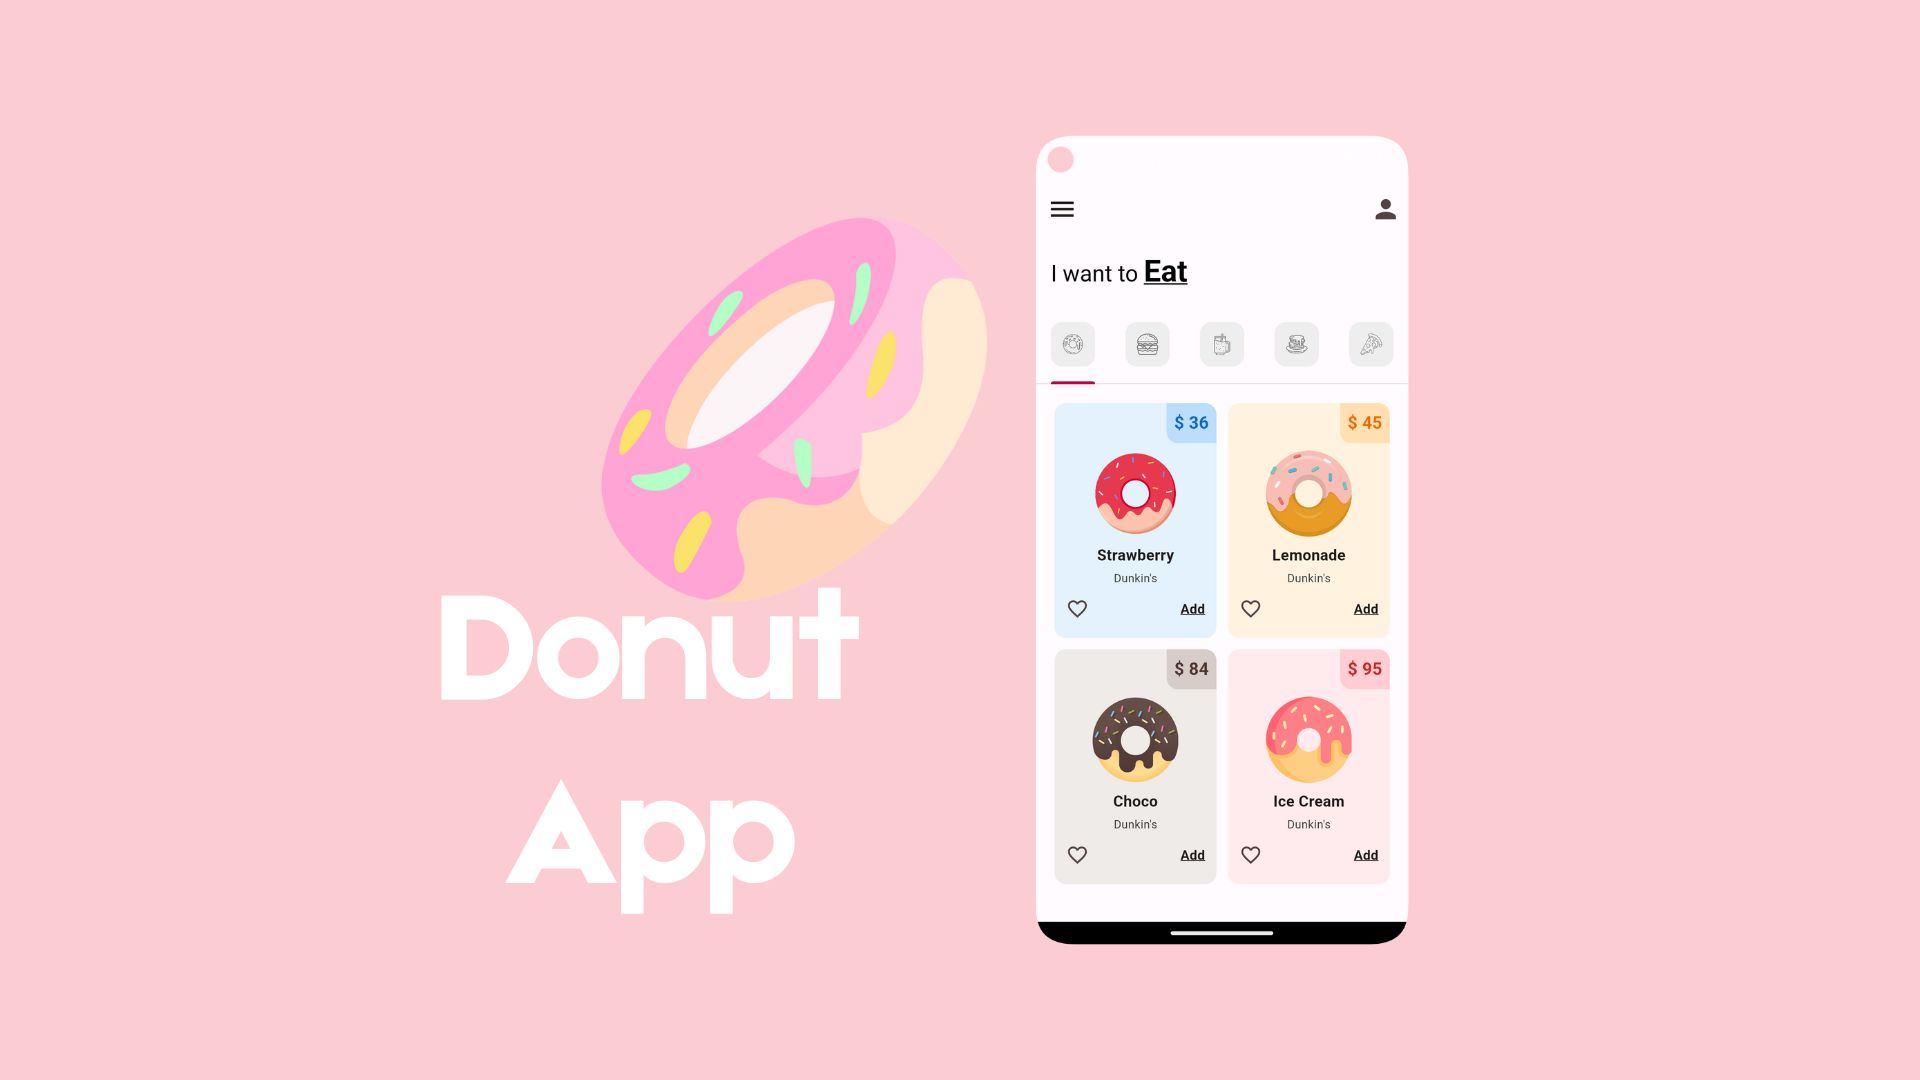 Donut
App
I want to Eat
$ 36
Strawberry
Dunkin's
Add
$ 45
Lemonade
Dunkin's
Add
$ 84
Choco
Dunkin's
Add
$ 95
Ice Cream
Dunkin's
Add